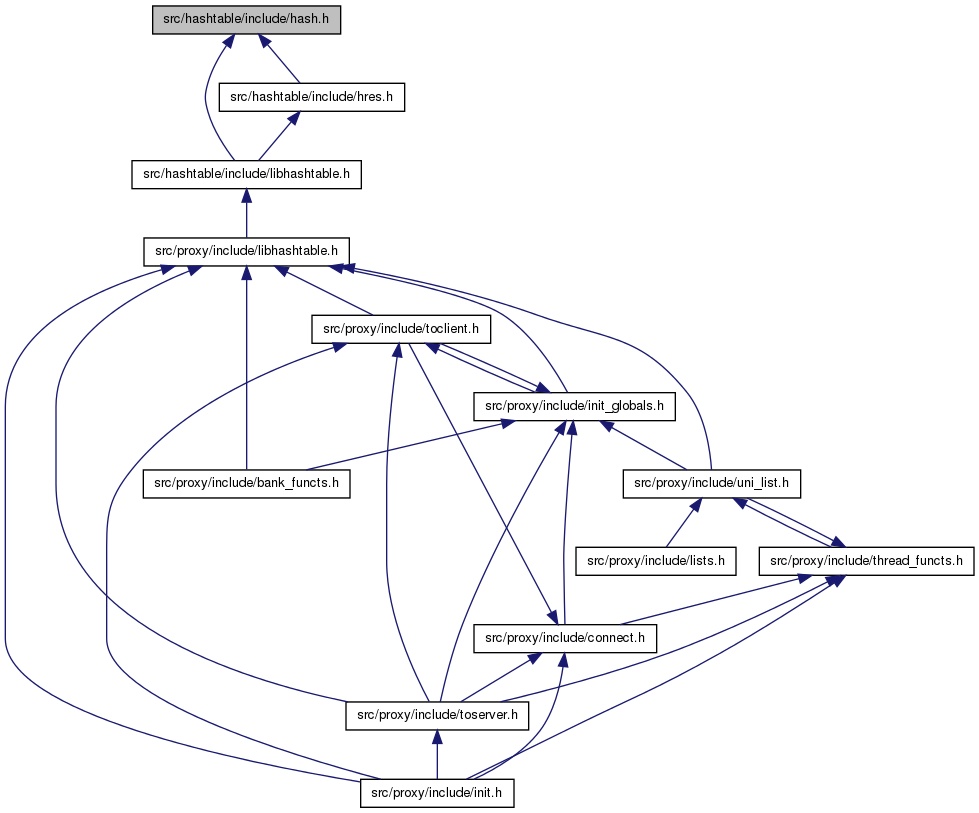 src/hashtable/include/hash.h
src/hashtable/include/hres.h
src/hashtable/include/libhashtable.h
src/proxy/include/libhashtable.h
src/proxy/include/toclient.h
src/proxy/include/init_globals.h
src/proxy/include/bank_functs.h
src/proxy/include/uni_list.h
src/proxy/include/lists.h
src/proxy/include/thread_functs.h
src/proxy/include/connect.h
src/proxy/include/toserver.h
src/proxy/include/init.h